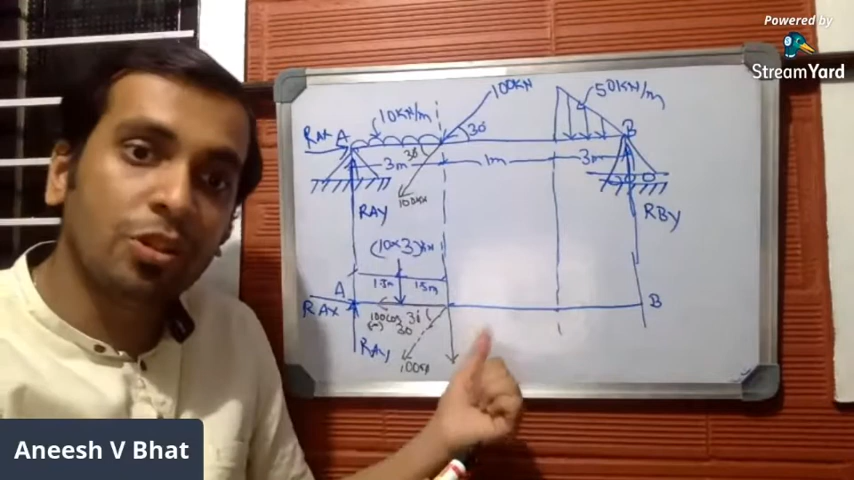 Powered by
StreamYard
100KN
10KN/m
50KN/m
RAX A
30
B
30
3m
1m
3m
100KN
RAY
RBy
(10×3)KN
1.5m
1.5m
A
B
RAX
100cos
30
30
RAY
100KN
Aneesh V Bhat